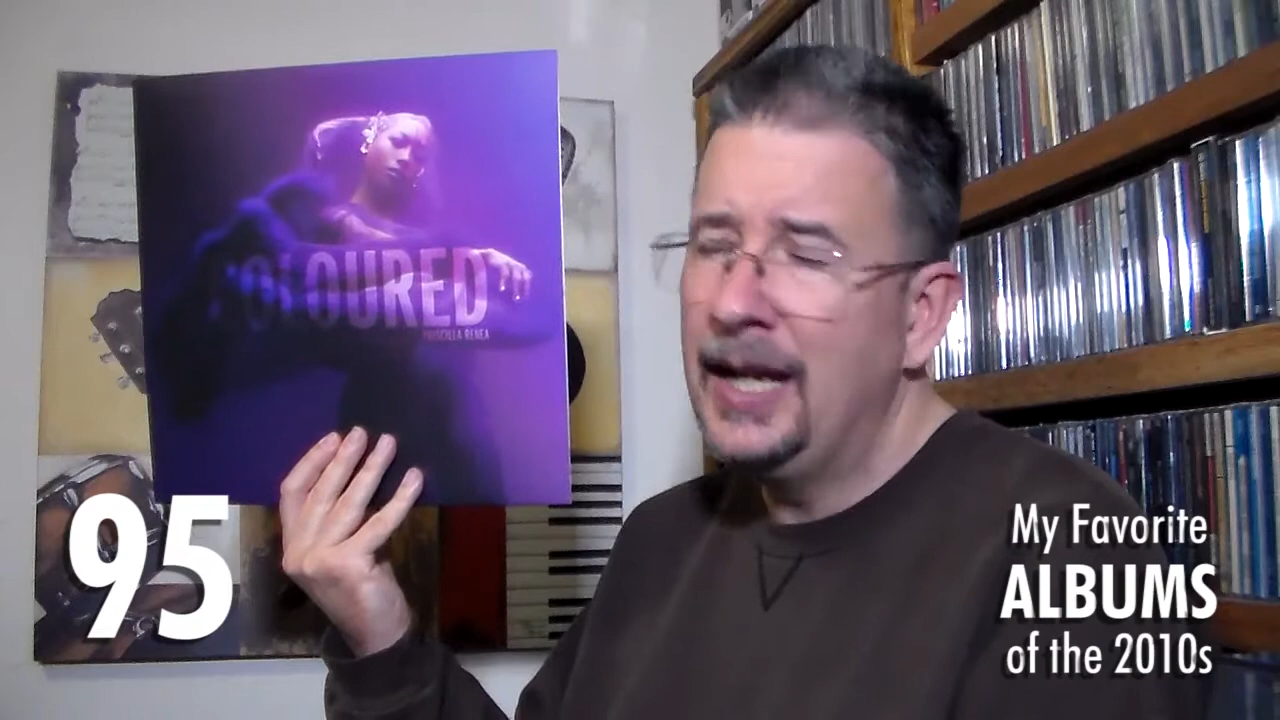 COLOURED
PRISCILLA RENEA
95
My Favorite
ALBUMS
of the 2010s